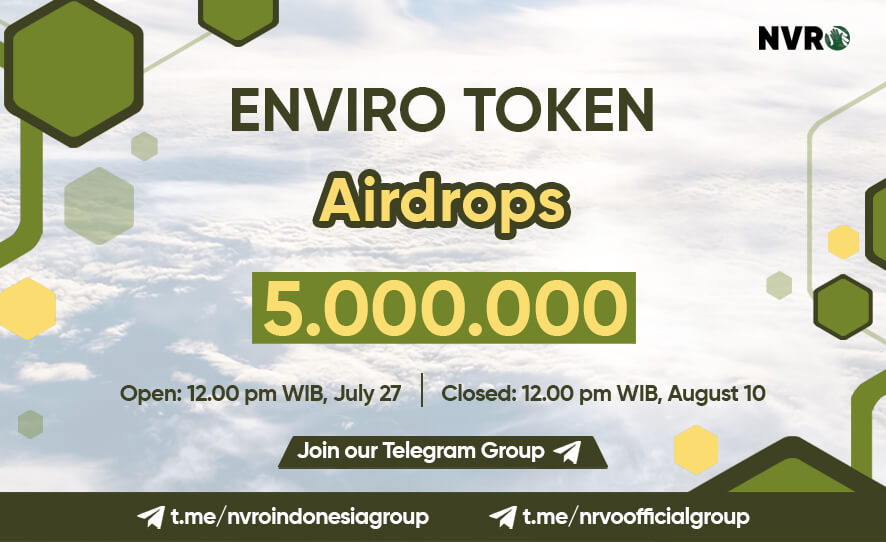 NVRO
ENVIRO TOKEN
Airdrops
5.000.000
Open: 12.00 pm WIB, July 27 | Closed: 12.00 pm WIB, August 10
Join our Telegram Group
t.me/nvroindonesiagroup t.me/nrvoofficialgroup